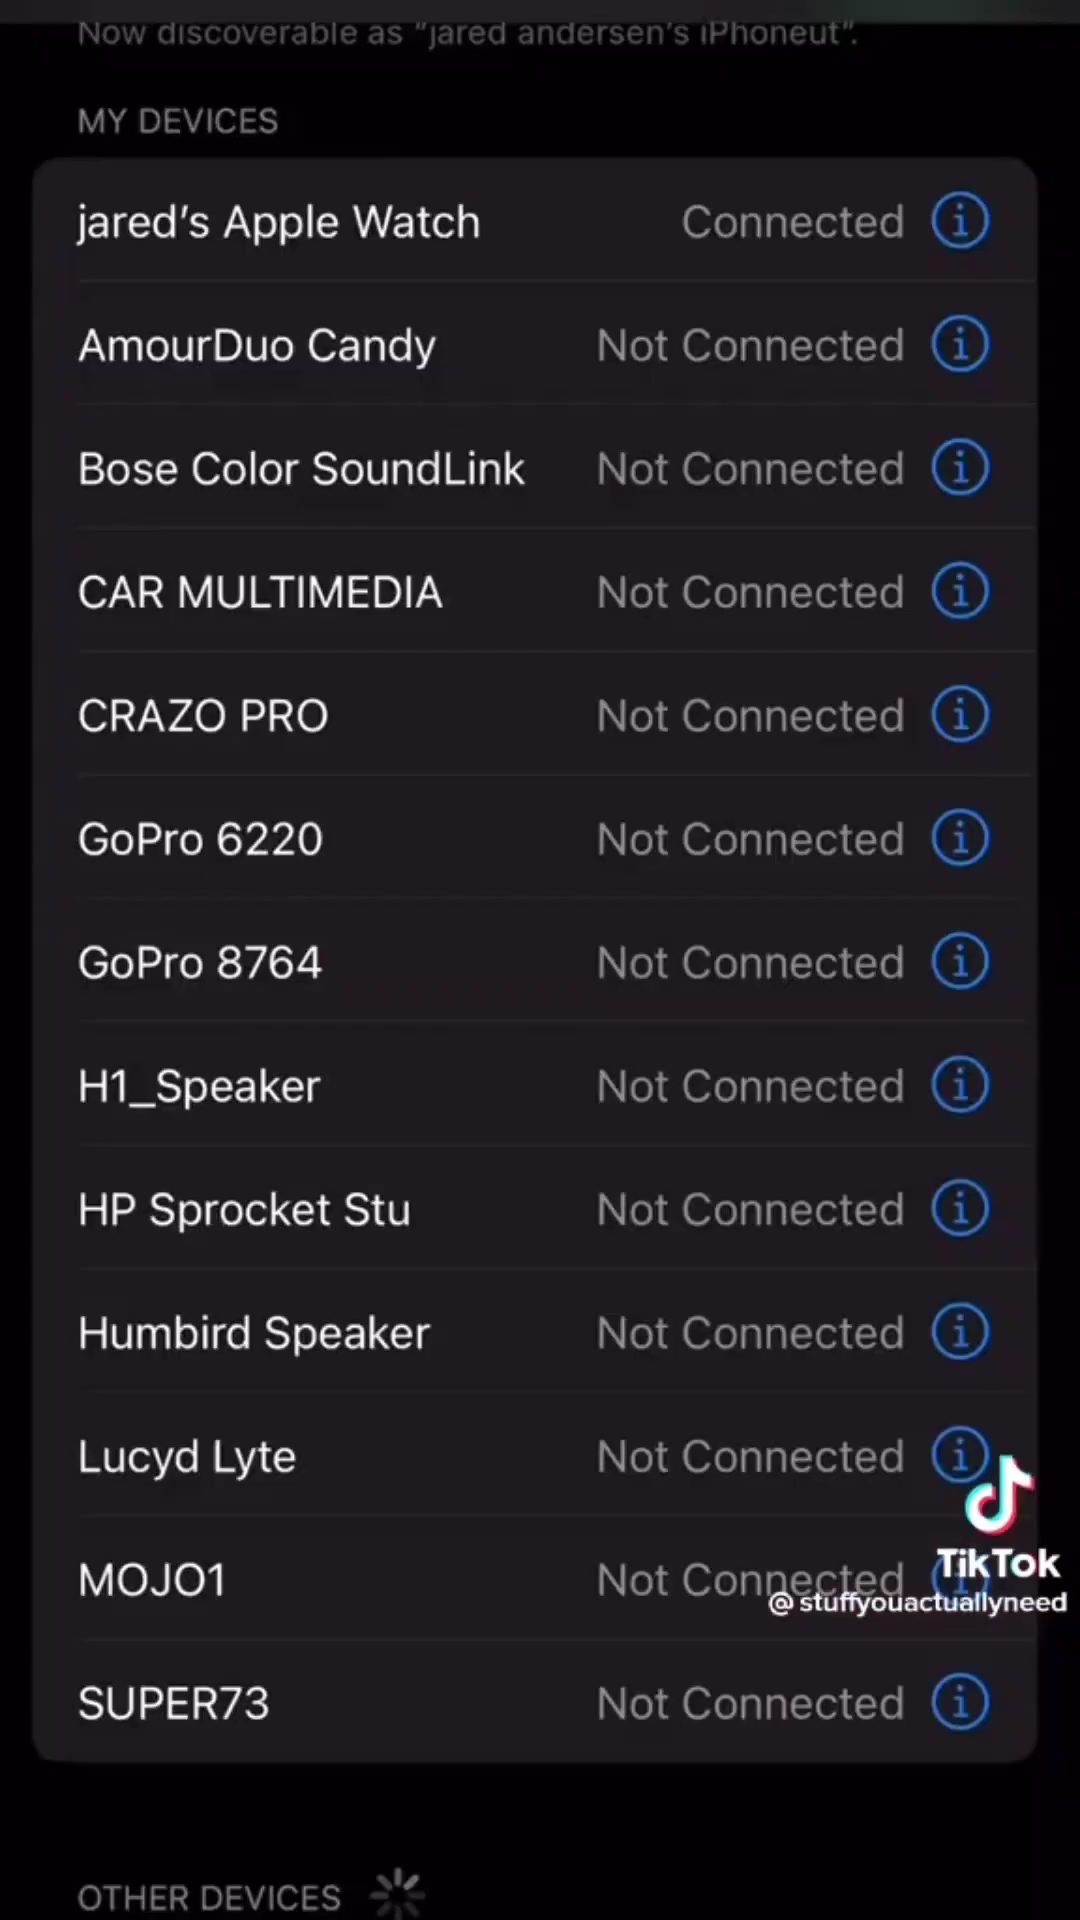 Now discoverable as “jared andersen’s iPhoneut”.
MY DEVICES
jared’s Apple Watch Connected
AmourDuo Candy Not Connected
Bose Color SoundLink Not Connected
CAR MULTIMEDIA Not Connected
CRAZO PRO Not Connected
GoPro 6220 Not Connected
GoPro 8764 Not Connected
H1_Speaker Not Connected
HP Sprocket Stu Not Connected
Humbird Speaker Not Connected
Lucyd Lyte Not Connected
TikTok
MOJO1 Not Connected
@stuffyouactuallyneed
SUPER73 Not Connected
OTHER DEVICES